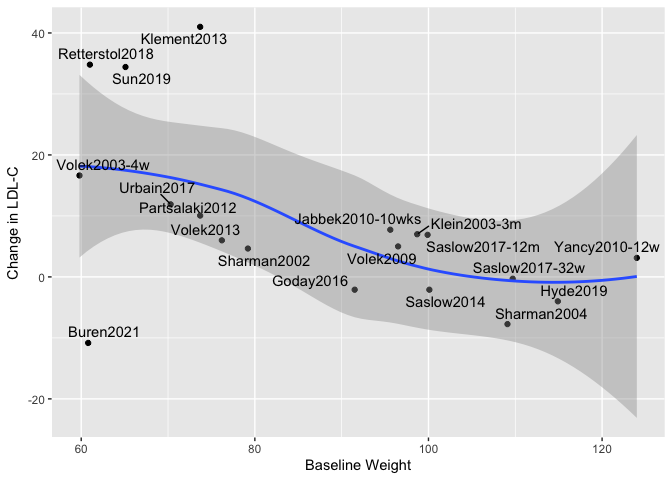 40
20
0
-20
Change in LDL-C
Klement2013
Retterstol2018
Sun2019
Volek2003-4w
Urbain2017
Partsalaki2012
Volek2013
Sharman2002
Jabbek2010-10wks
Klein2003-3m
Volek2009
Saslow2017-12m
Yancy2010-12w
Saslow2017-32w
Goday2016
Hyde2019
Saslow2014
Sharman2004
Buren2021
60
80
100
120
Baseline Weight